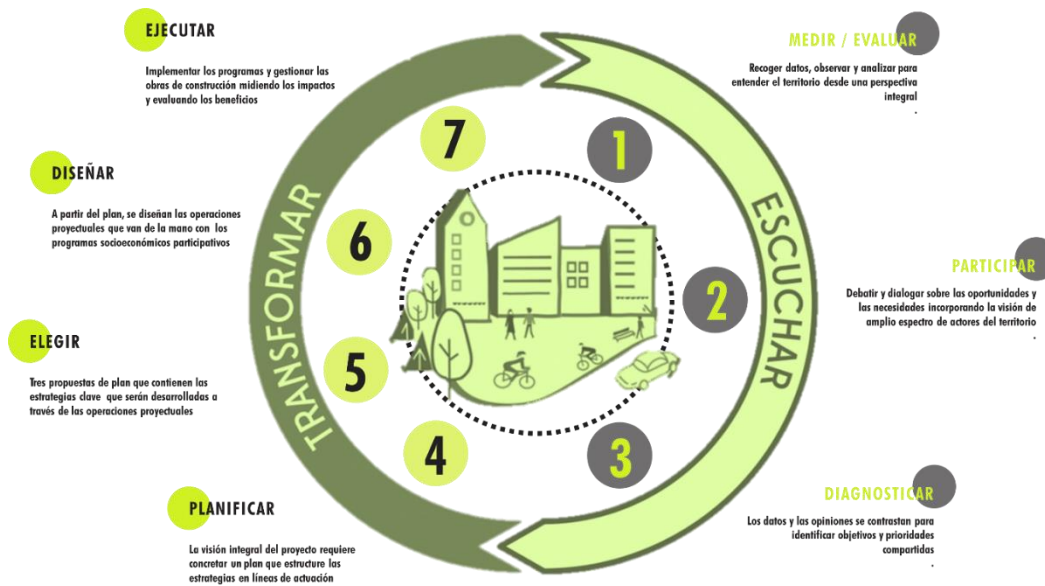 EJECUTAR
Implementar los programas y gestionar las
obras de construcción midiendo los impactos
y evaluando los beneficios
DISEÑAR
A partir del plan, se diseñan las operaciones
proyectuales que van de la mano con los
programas socioeconómicos participativos
ELEGIR
Tres propuestas de plan que contienen las
estrategias clave que serán desarrolladas a
través de las operaciones proyectuales
PLANIFICAR
La visión integral del proyecto requiere
concretar un plan que estructure las
estrategias en líneas de actuación
TRANSFORMAR
7
6
5
4
1
2
3
ESCUCHAR
MEDIR / EVALUAR
Recoger datos, observar y analizar para
entender el territorio desde una perspectiva
integral
.
PARTICIPAR
Debatir y dialogar sobre las oportunidades y
las necesidades incorporando la visión de
amplio espectro de actores del territorio
.
DIAGNOSTICAR
Los datos y las opiniones se contrastan para
identificar objetivos y prioridades
compartidas
.